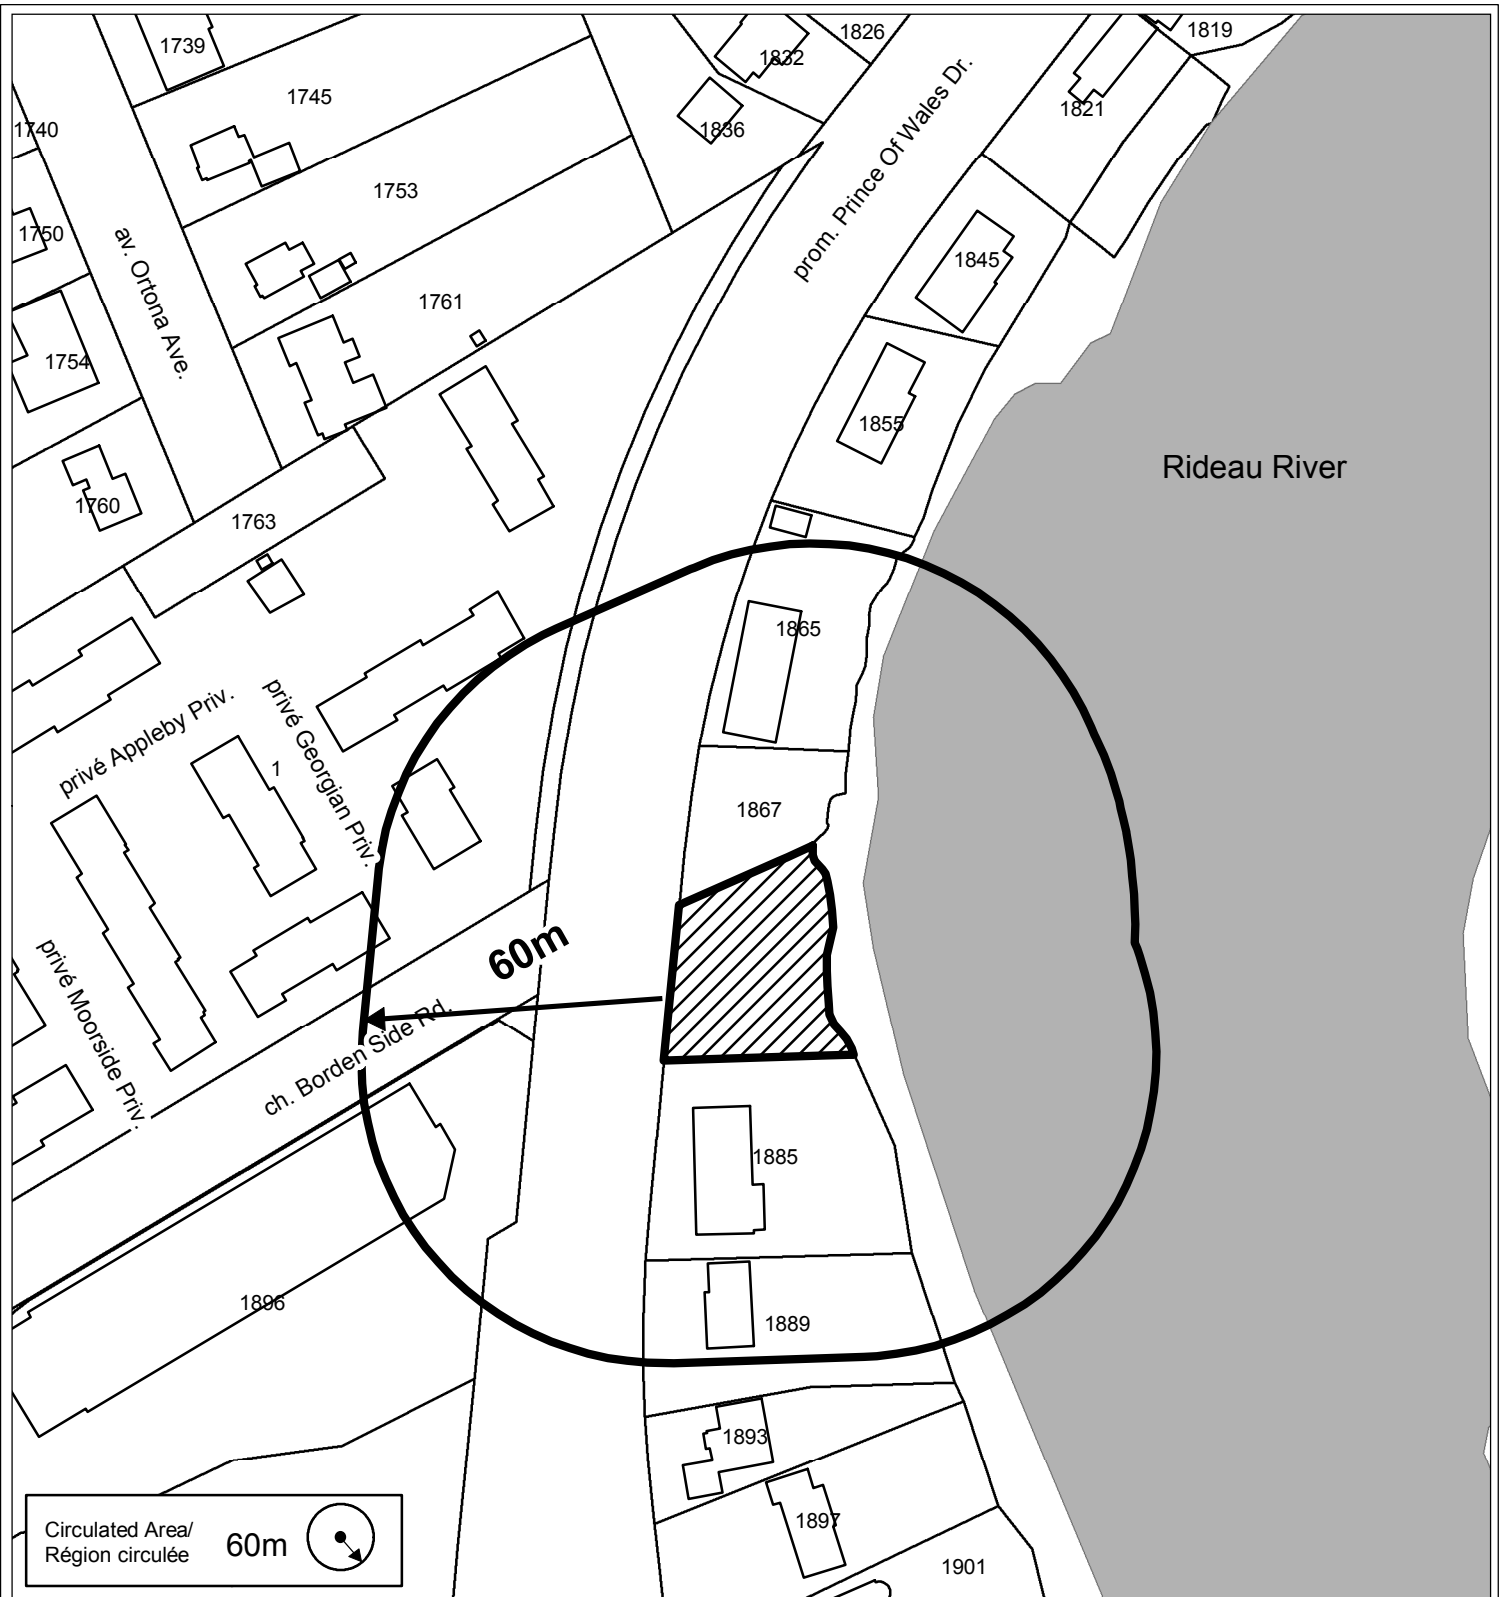 1739
1745
1740
1750
1753
av. Ortona Ave.
1754
1761
1760
1763
1832
1826
1836
1819
1821
prom. Prince Of Wales Dr.
1845
1855
Rideau River
1865
privé Appleby Priv.
1
privé Georgian Priv.
privé Moorside Priv.
1867
60m
ch. Borden Side Rd.
1885
1896
1889
1893
1897
1901
Circulated Area/
Région circulée
60m